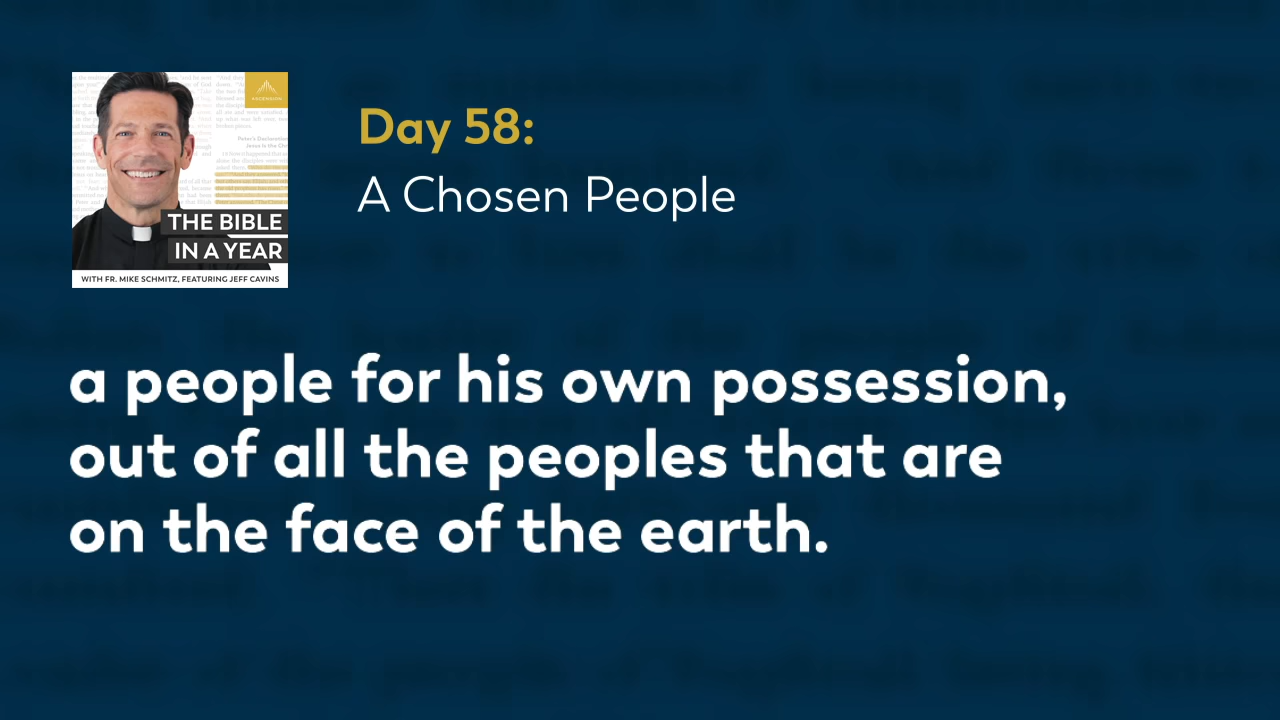 ASCENSION
THE BIBLE
IN A YEAR
WITH FR. MIKE SCHMITZ, FEATURING JEFF CAVINS
Day 58:
A Chosen People
a people for his own possession,
out of all the peoples that are
on the face of the earth.